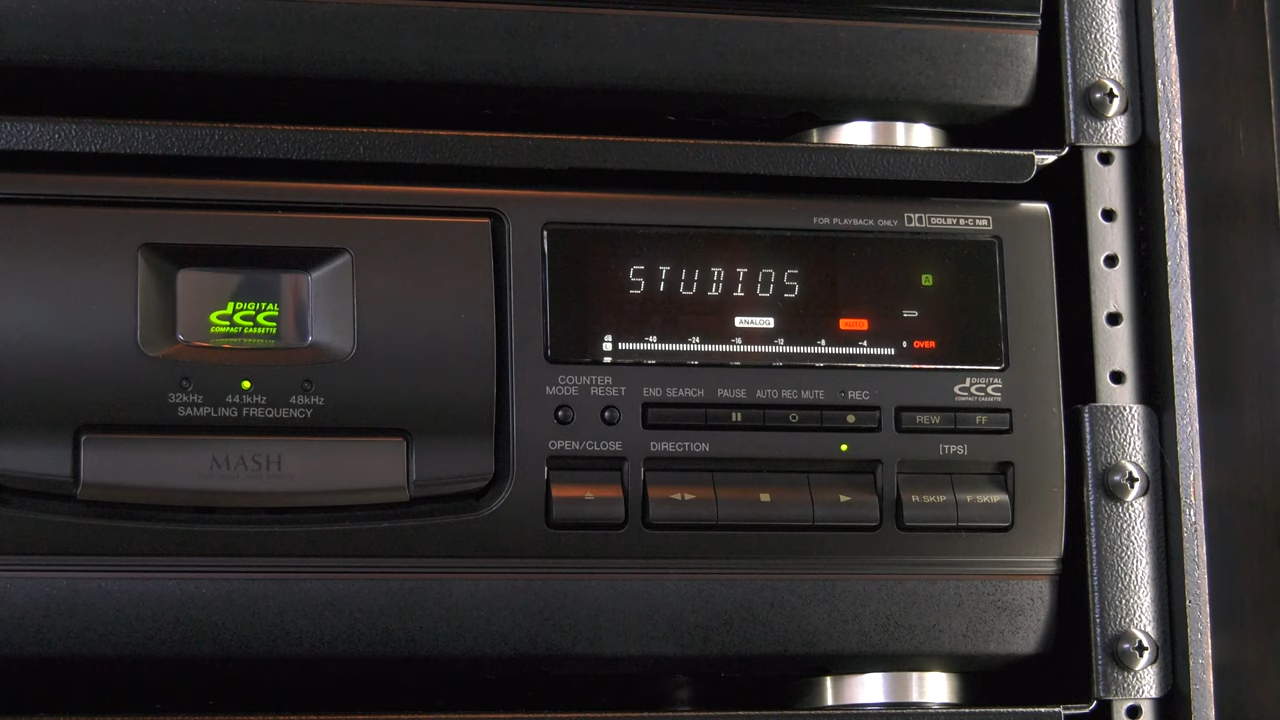 FOR PLAYBACK ONLY DOLBY B-C NR
STUDIOS
A
ANALOG AUTO
dB -40 -24 -16 -12 -8 -4 0 OVER
L
DIGITAL
dcc
COMPACT CASSETTE
32kHz 44.1kHz 48kHz
SAMPLING FREQUENCY
MASH
COUNTER
MODE RESET
END SEARCH PAUSE AUTO REC MUTE REC
DIGITAL
dcc
COMPACT CASSETTE
REW FF
OPEN/CLOSE DIRECTION [TPS]
R.SKIP F.SKIP